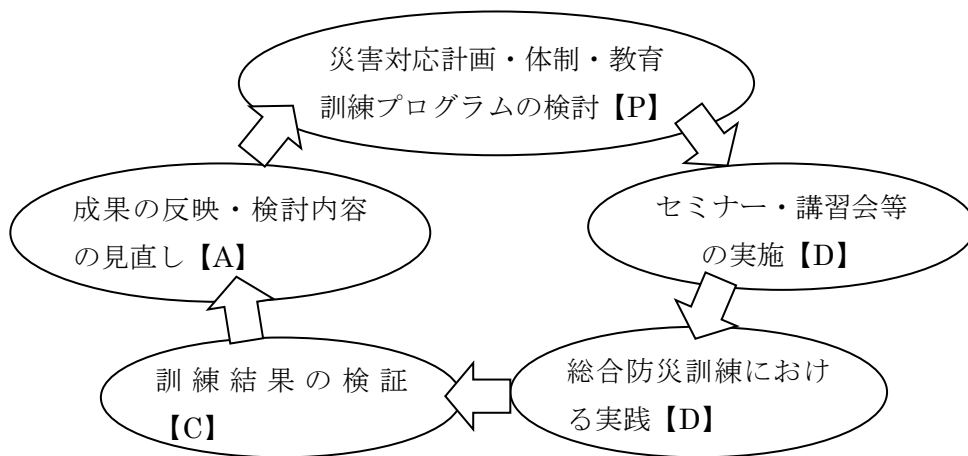 災害対応計画・体制・教育
訓練プログラムの検討【P】
セミナー・講習会等
の実施【D】
総合防災訓練におけ
る実践【D】
訓練結果の検証
【C】
成果の反映・検討内容
の見直し【A】